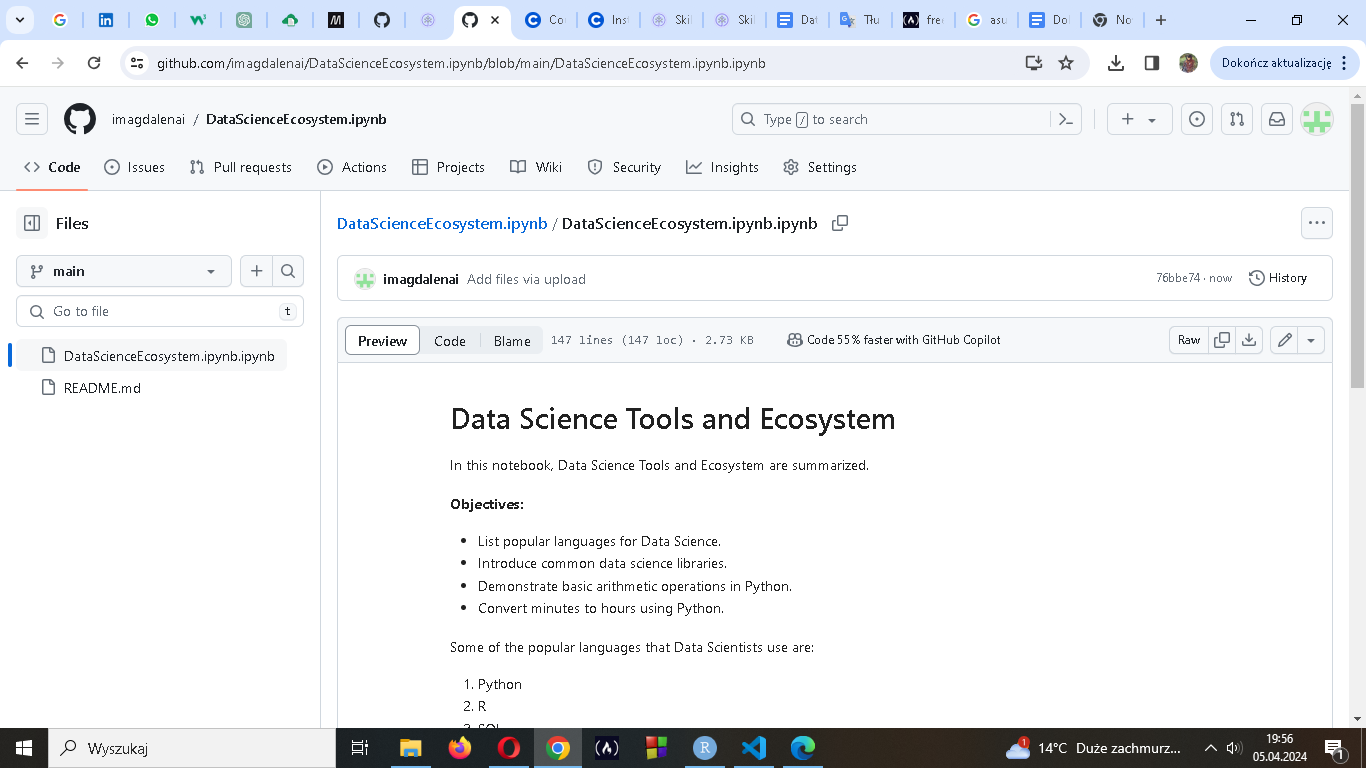 Co
Ins
Skil
Skil
Dat
Tłu
free
asu
Dol
No
github.com/imagdalenai/DataScienceEcosystem.ipynb/blob/main/DataScienceEcosystem.ipynb.ipynb
Dokończ aktualizację
imagdalenai / DataScienceEcosystem.ipynb
Type / to search
Code Issues Pull requests Actions Projects Wiki Security Insights Settings
Files
DataScienceEcosystem.ipynb / DataScienceEcosystem.ipynb.ipynb
main
imagdalenai Add files via upload
76bbe74 · now
History
Go to file t
Preview Code Blame 147 lines (147 loc) · 2.73 KB Code 55% faster with GitHub Copilot Raw
DataScienceEcosystem.ipynb.ipynb
README.md
Data Science Tools and Ecosystem
In this notebook, Data Science Tools and Ecosystem are summarized.
Objectives:
• List popular languages for Data Science.
• Introduce common data science libraries.
• Demonstrate basic arithmetic operations in Python.
• Convert minutes to hours using Python.
Some of the popular languages that Data Scientists use are:
1. Python
2. R
3. SQL
Wyszukaj
14°C Duże zachmurz...
19:56
05.04.2024